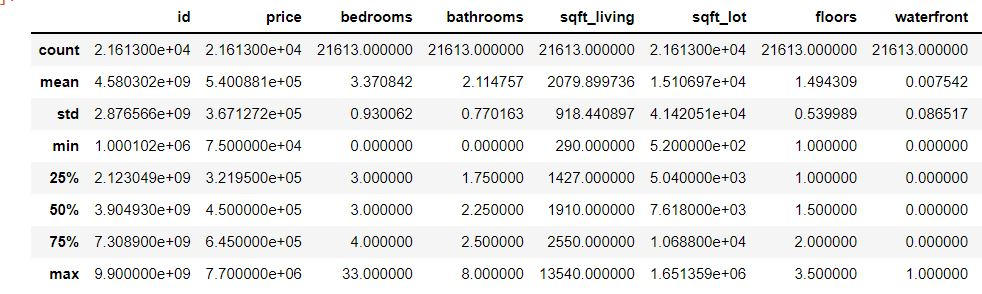 id price bedrooms bathrooms sqft_living sqft_lot floors waterfront
count 2.161300e+04 2.161300e+04 21613.000000 21613.000000 21613.000000 2.161300e+04 21613.000000 21613.000000
mean 4.580302e+09 5.400881e+05 3.370842 2.114757 2079.899736 1.510697e+04 1.494309 0.007542
std 2.876566e+09 3.671272e+05 0.930062 0.770163 918.440897 4.142051e+04 0.539989 0.086517
min 1.000102e+06 7.500000e+04 0.000000 0.000000 290.000000 5.200000e+02 1.000000 0.000000
25% 2.123049e+09 3.219500e+05 3.000000 1.750000 1427.000000 5.040000e+03 1.000000 0.000000
50% 3.904930e+09 4.500000e+05 3.000000 2.250000 1910.000000 7.618000e+03 1.500000 0.000000
75% 7.308900e+09 6.450000e+05 4.000000 2.500000 2550.000000 1.068800e+04 2.000000 0.000000
max 9.900000e+09 7.700000e+06 33.000000 8.000000 13540.000000 1.651359e+06 3.500000 1.000000